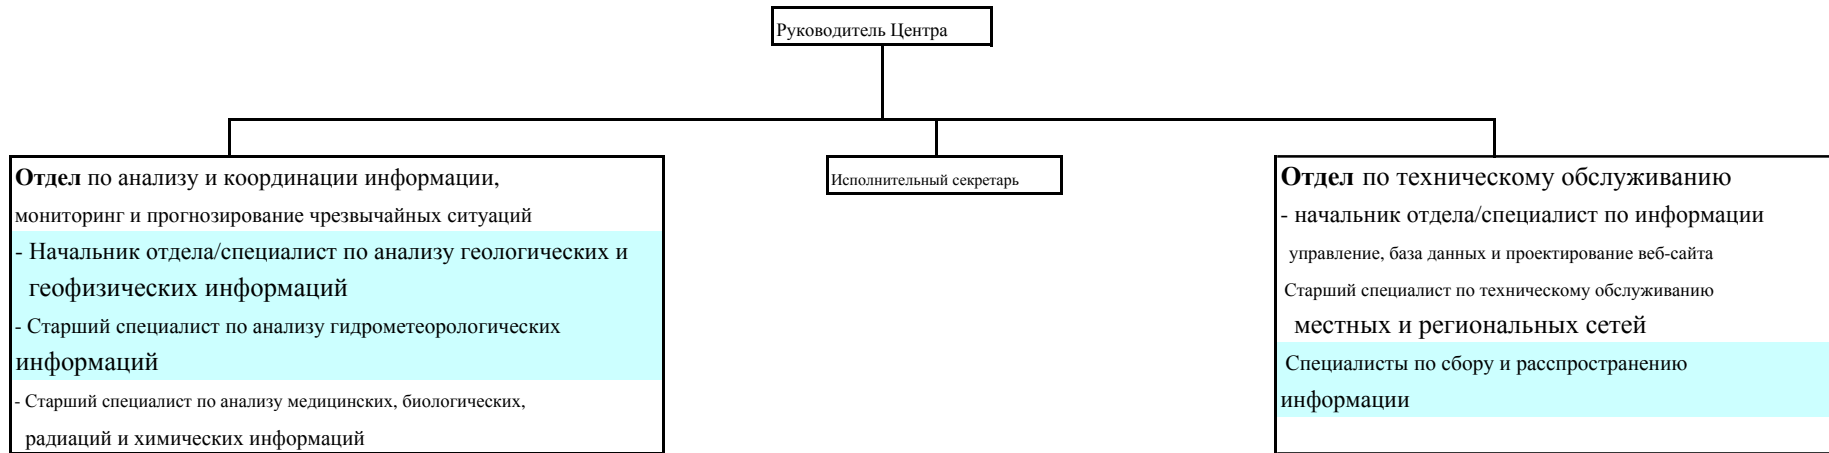 Руководитель Центра
Отдел по анализу и координации информации,
мониторинг и прогнозирование чрезвычайных ситуаций
- Начальник отдела/специалист по анализу геологических и
геофизических информаций
- Старший специалист по анализу гидрометеорологических
информаций
- Старший специалист по анализу медицинских, биологических,
радиаций и химических информаций
Исполнительный секретарь
Отдел по техническому обслуживанию
- начальник отдела/специалист по информации
управление, база данных и проектирование веб-сайта
Старший специалист по техническому обслуживанию
местных и региональных сетей
Специалисты по сбору и расспространению
информации